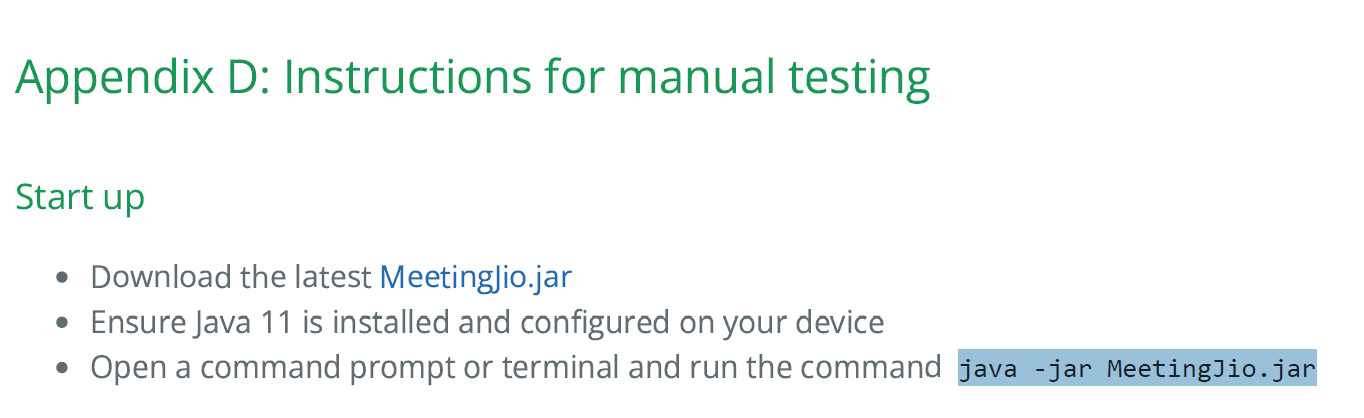 Appendix D: Instructions for manual testing
Start up
• Download the latest MeetingJio.jar
• Ensure Java 11 is installed and configured on your device
• Open a command prompt or terminal and run the command java -jar MeetingJio.jar